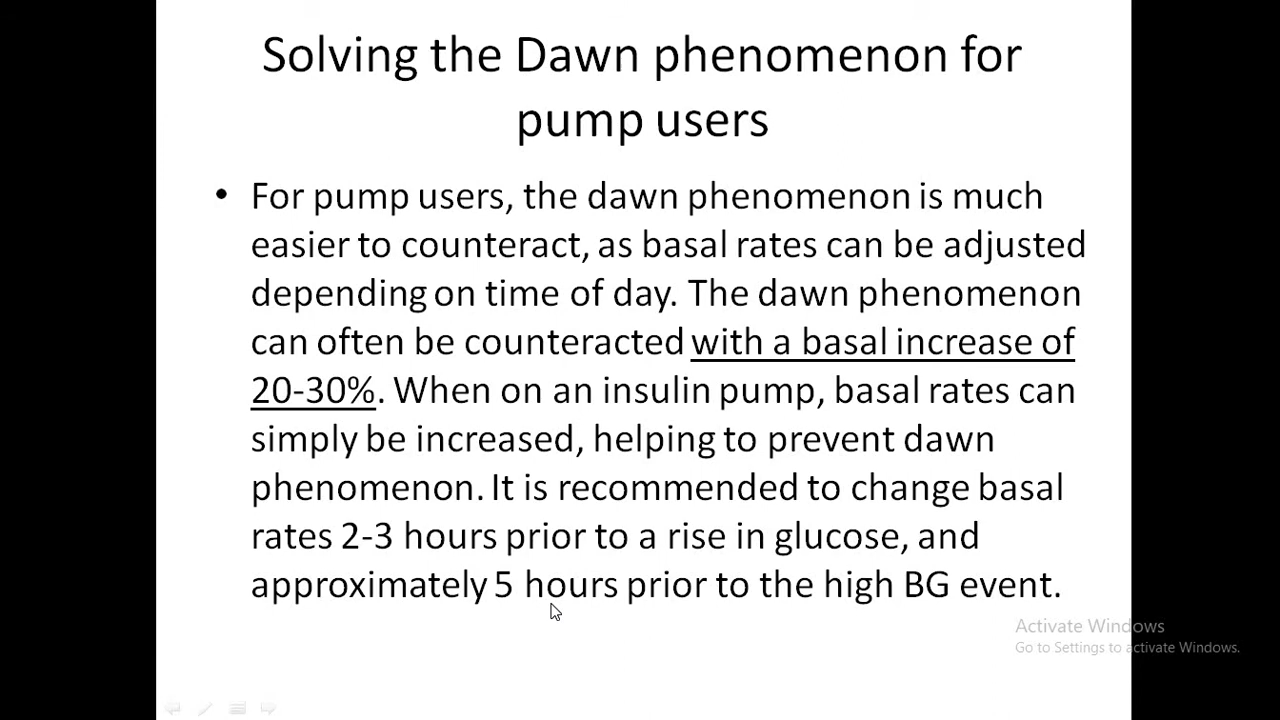 Solving the Dawn phenomenon for
pump users
• For pump users, the dawn phenomenon is much
easier to counteract, as basal rates can be adjusted
depending on time of day. The dawn phenomenon
can often be counteracted with a basal increase of
20-30%. When on an insulin pump, basal rates can
simply be increased, helping to prevent dawn
phenomenon. It is recommended to change basal
rates 2-3 hours prior to a rise in glucose, and
approximately 5 hours prior to the high BG event.
Activate Windows
Go to Settings to activate Windows.